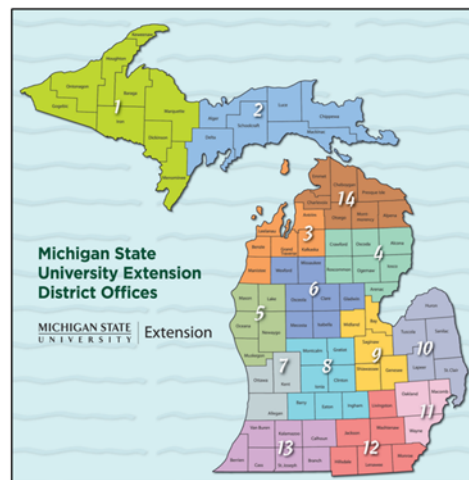 Keweenaw
Houghton
Ontonagon
Baraga
Gogebic
1
Iron
Marquette
Dickinson
Menominee
2
Alger
Luce
Schoolcraft
Chippewa
Delta
Mackinac
Emmet
Cheboygan
Presque Isle
Charlevoix
14
Otsego
Alpena
Antrim
3
Leelanau
Benzie
Grand
Traverse
Kalkaska
Manistee
Crawford
Oscoda
Alcona
4
Roscommon
Ogemaw
Iosco
Arenac
Michigan State
University Extension
District Offices
MICHIGAN STATE
UNIVERSITY
Extension
Wexford
Missaukee
6
Osceola
Clare
Gladwin
Mecosta
Isabella
Mason
Lake
5
Oceana
Newaygo
Muskegon
Midland
Bay
Saginaw
9
Shiawassee
Genesee
Huron
Tuscola
Sanilac
10
Lapeer
St. Clair
7
Ottawa
Kent
Allegan
Montcalm
Gratiot
8
Ionia
Clinton
Barry
Eaton
Ingham
Livingston
Oakland
Macomb
11
Wayne
Van Buren
Kalamazoo
Calhoun
13
Berrien
Cass
St. Joseph
Branch
Jackson
Washtenaw
12
Hillsdale
Lenawee
Monroe